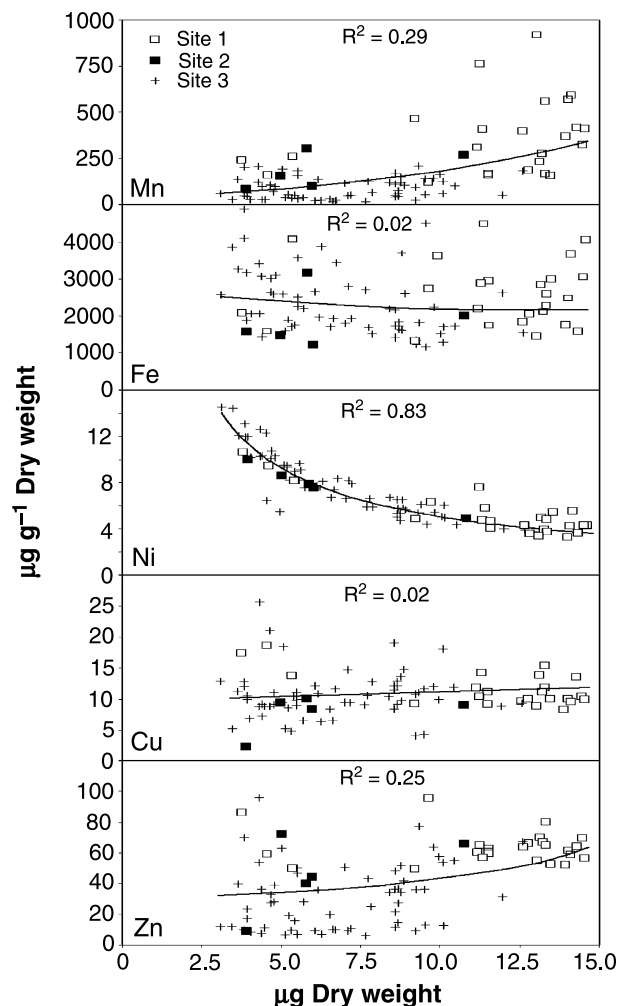 1000
750
500
250
0
□ Site 1
■ Site 2
+ Site 3
R² = 0.29
Mn
4000
3000
2000
1000
0
R² = 0.02
Fe
12
8
4
0
R² = 0.83
Ni
25
20
15
10
5
0
R² = 0.02
Cu
100
80
60
40
20
0
R² = 0.25
Zn
0
2.5
5.0
7.5
10.0
12.5
15.0
µg Dry weight
µg g⁻¹ Dry weight